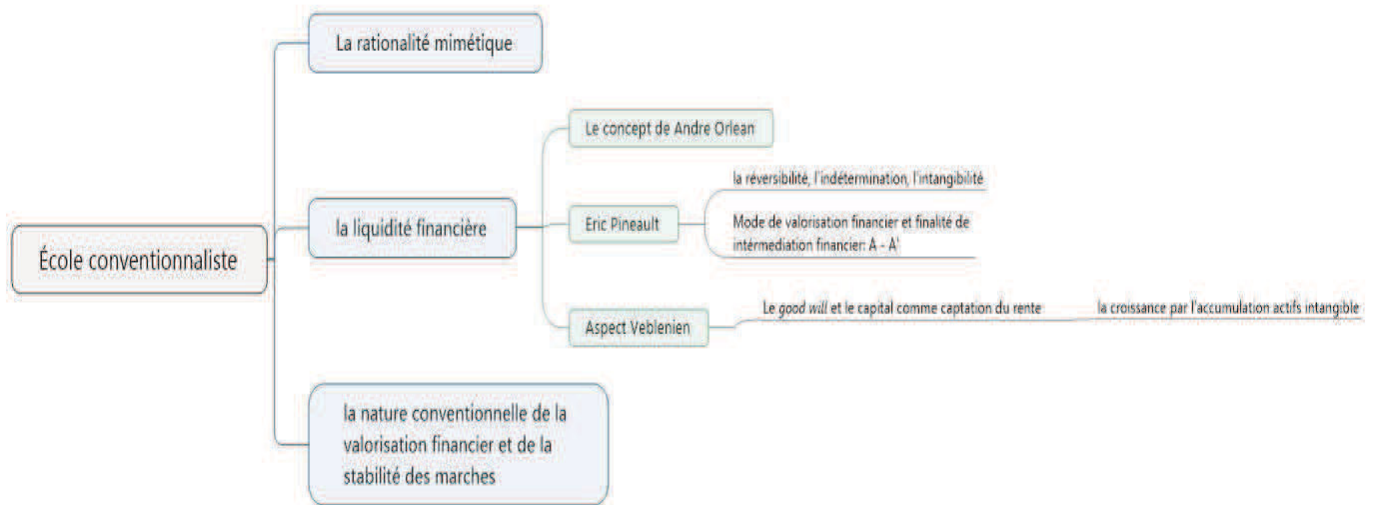 École conventionnaliste
La rationalité mimétique
la liquidité financière
Le concept de Andre Orlean
Eric Pineault
la réversibilité, l'indétermination, l'intangibilité
Mode de valorisation financier et finalité de
intérmediation financier: A - A'
Aspect Veblenien
Le good will et le capital comme captation du rente
la croissance par l'accumulation actifs intangible
la nature conventionnelle de la
valorisation financier et de la
stabilité des marches